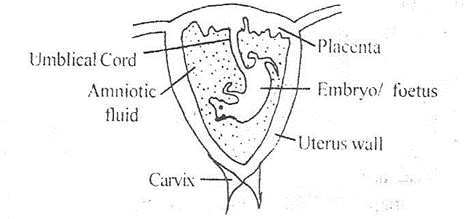 Placenta
Umblical Cord
Amniotic
fluid
Embryo/ foetus
Uterus wall
Carvix